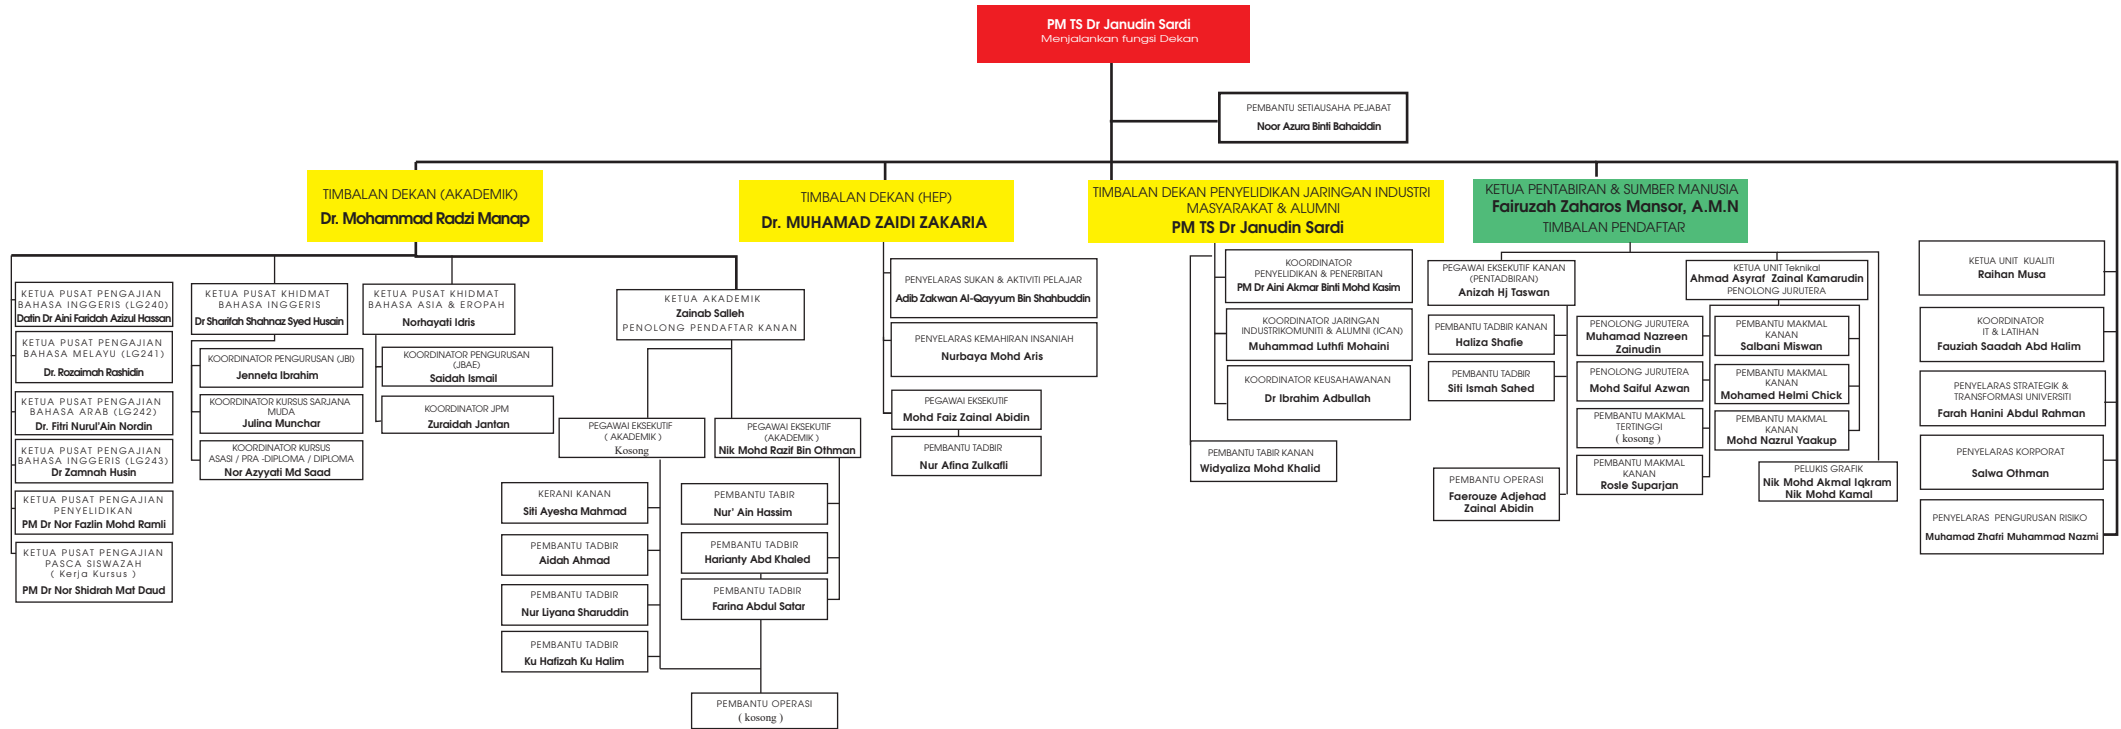 PM TS Dr Janudin Sardi
Menjalankan fungsi Dekan
PEMBANTU SETIAUSAHA PEJABAT
Noor Azura Binti Bahaiddin
TIMBALAN DEKAN (AKADEMIK)
Dr. Mohammad Radzi Manap
TIMBALAN DEKAN (HEP)
Dr. MUHAMAD ZAIDI ZAKARIA
TIMBALAN DEKAN PENYELIDIKAN JARINGAN INDUSTRI
MASYARAKAT & ALUMNI
PM TS Dr Janudin Sardi
KETUA PENTABIRAN & SUMBER MANUSIA
Fairuzah Zaharos Mansor, A.M.N
TIMBALAN PENDAFTAR
KETUA PUSAT PENGAJIAN
BAHASA INGGERIS (LG240)
Datin Dr Aini Faridah Azizul Hassan
KETUA PUSAT PENGAJIAN
BAHASA MELAYU (LG241)
Dr. Rozaimah Rashidin
KETUA PUSAT PENGAJIAN
BAHASA ARAB (LG242)
Dr. Fitri Nurul'Ain Nordin
KETUA PUSAT PENGAJIAN
BAHASA INGGERIS (LG243)
Dr Zamnah Husin
KETUA PUSAT PENGAJIAN
PENYELIDIKAN
PM Dr Nor Fazlin Mohd Ramli
KETUA PUSAT PENGAJIAN
PASCA SISWAZAH
( Kerja Kursus )
PM Dr Nor Shidrah Mat Daud
KETUA PUSAT KHIDMAT
BAHASA INGGERIS
Dr Sharifah Shahnaz Syed Husain
KOORDINATOR PENGURUSAN (JBI)
Jenneta Ibrahim
KOORDINATOR KURSUS SARJANA
MUDA
Julina Munchar
KOORDINATOR KURSUS
ASASI / PRA -DIPLOMA / DIPLOMA
Nor Azyyati Md Saad
KETUA PUSAT KHIDMAT
BAHASA ASIA & EROPAH
Norhayati Idris
KOORDINATOR PENGURUSAN
(JBAE)
Saidah Ismail
KOORDINATOR JPM
Zuraidah Jantan
KETUA AKADEMIK
Zainab Salleh
PENOLONG PENDAFTAR KANAN
PEGAWAI EKSEKUTIF
( AKADEMIK )
Kosong
PEGAWAI EKSEKUTIF
(AKADEMIK )
Nik Mohd Razif Bin Othman
KERANI KANAN
Siti Ayesha Mahmad
PEMBANTU TADBIR
Aidah Ahmad
PEMBANTU TADBIR
Nur Liyana Sharuddin
PEMBANTU TADBIR
Ku Hafizah Ku Halim
PEMBANTU TABIR
Nur' Ain Hassim
PEMBANTU TADBIR
Harianty Abd Khaled
PEMBANTU TADBIR
Farina Abdul Satar
PEMBANTU OPERASI
( kosong )
PENYELARAS SUKAN & AKTIVITI PELAJAR
Adib Zakwan Al-Qayyum Bin Shahbuddin
PENYELARAS KEMAHIRAN INSANIAH
Nurbaya Mohd Aris
PEGAWAI EKSEKUTIF
Mohd Faiz Zainal Abidin
PEMBANTU TADBIR
Nur Afina Zulkafli
KOORDINATOR
PENYELIDIKAN & PENERBITAN
PM Dr Aini Akmar Binti Mohd Kasim
KOORDINATOR JARINGAN
INDUSTRIKOMUNITI & ALUMNI (ICAN)
Muhammad Luthfi Mohaini
KOORDINATOR KEUSAHAWANAN
Dr Ibrahim Adbullah
PEMBANTU TABIR KANAN
Widyaliza Mohd Khalid
PEGAWAI EKSEKUTIF KANAN
(PENTADBIRAN)
Anizah Hj Taswan
PEMBANTU TADBIR KANAN
Haliza Shafie
PEMBANTU TADBIR
Siti Ismah Sahed
PEMBANTU OPERASI
Faerouze Adjehad
Zainal Abidin
KETUA UNIT Teknikal
Ahmad Asyraf Zainal Kamarudin
PENOLONG JURUTERA
PENOLONG JURUTERA
Muhamad Nazreen
Zainudin
PENOLONG JURUTERA
Mohd Saiful Azwan
PEMBANTU MAKMAL
TERTINGGI
( kosong )
PEMBANTU MAKMAL
KANAN
Rosle Suparjan
PEMBANTU MAKMAL
KANAN
Salbani Miswan
PEMBANTU MAKMAL
KANAN
Mohamed Helmi Chick
PEMBANTU MAKMAL
KANAN
Mohd Nazrul Yaakup
PELUKIS GRAFIK
Nik Mohd Akmal Iqkram
Nik Mohd Kamal
KETUA UNIT KUALITI
Raihan Musa
KOORDINATOR
IT & LATIHAN
Fauziah Saadah Abd Halim
PENYELARAS STRATEGIK &
TRANSFORMASI UNIVERSITI
Farah Hanini Abdul Rahman
PENYELARAS KORPORAT
Salwa Othman
PENYELARAS PENGURUSAN RISIKO
Muhamad Zhafri Muhammad Nazmi